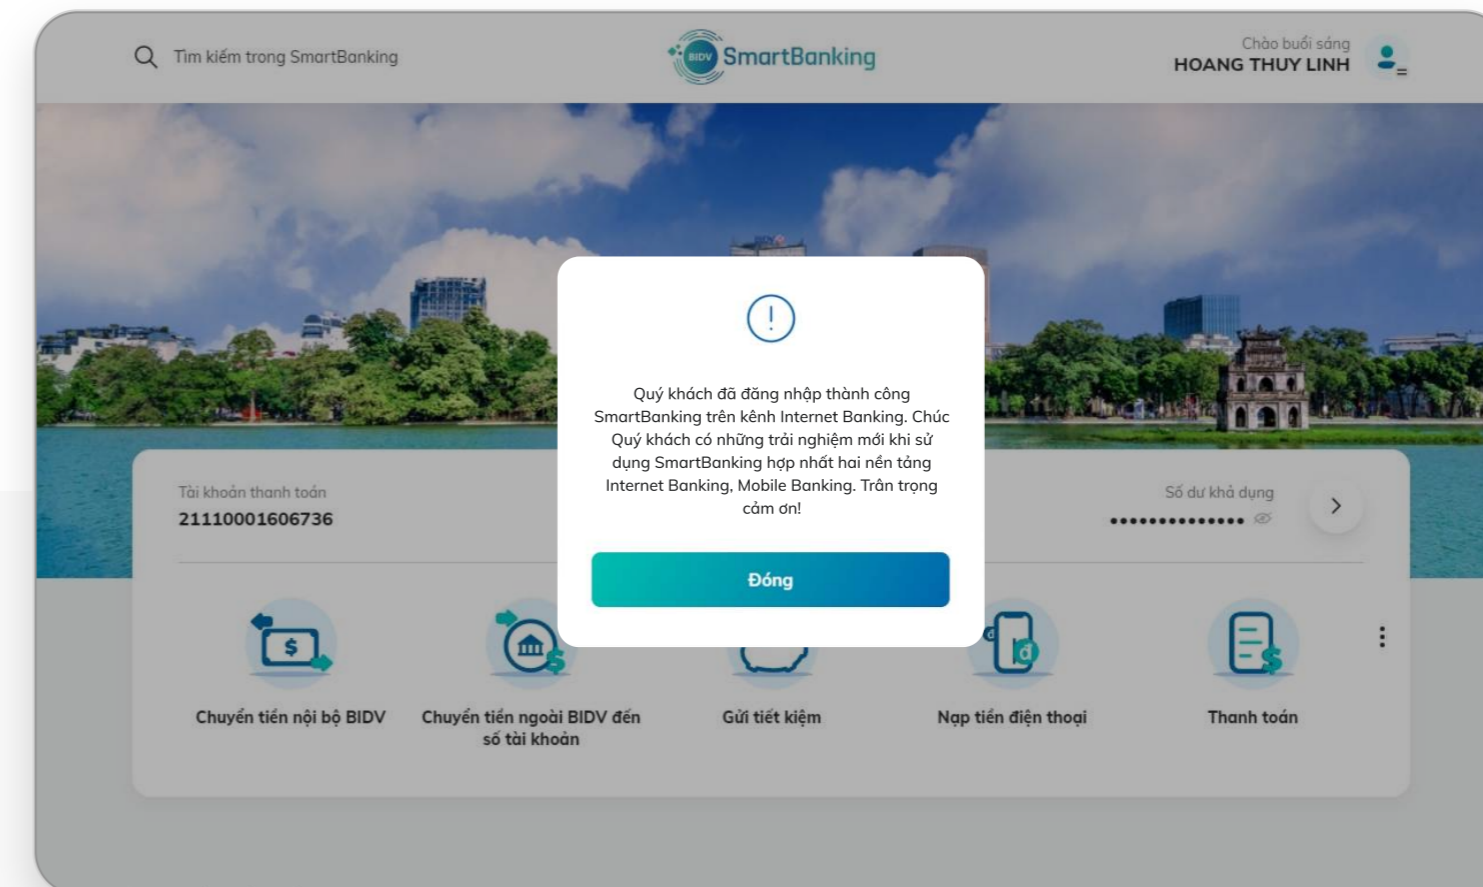 Tìm kiếm trong SmartBanking
BIDV SmartBanking
Chào buổi sáng
HOANG THUY LINH
Quý khách đã đăng nhập thành công
SmartBanking trên kênh Internet Banking. Chúc
Quý khách có những trải nghiệm mới khi sử
dụng SmartBanking hợp nhất hai nền tảng
Internet Banking, Mobile Banking. Trân trọng
cảm ơn!
Đóng
Tài khoản thanh toán
21110001606736
Số dư khả dụng
••••••••••••••
Chuyển tiền nội bộ BIDV
Chuyển tiền ngoài BIDV đến
số tài khoản
Gửi tiết kiệm
Nạp tiền điện thoại
Thanh toán